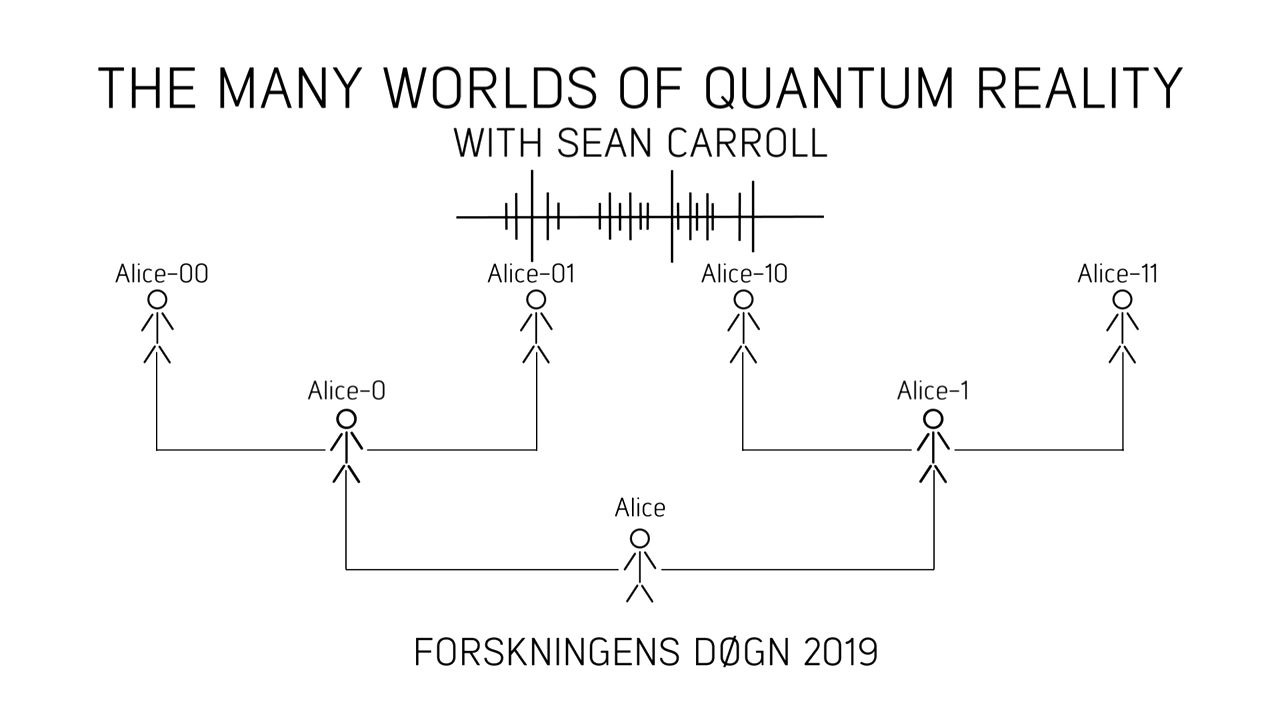 THE MANY WORLDS OF QUANTUM REALITY
WITH SEAN CARROLL
Alice-00
Alice-01
Alice-10
Alice-11
Alice-0
Alice-1
Alice
FORSKNINGENS DØGN 2019